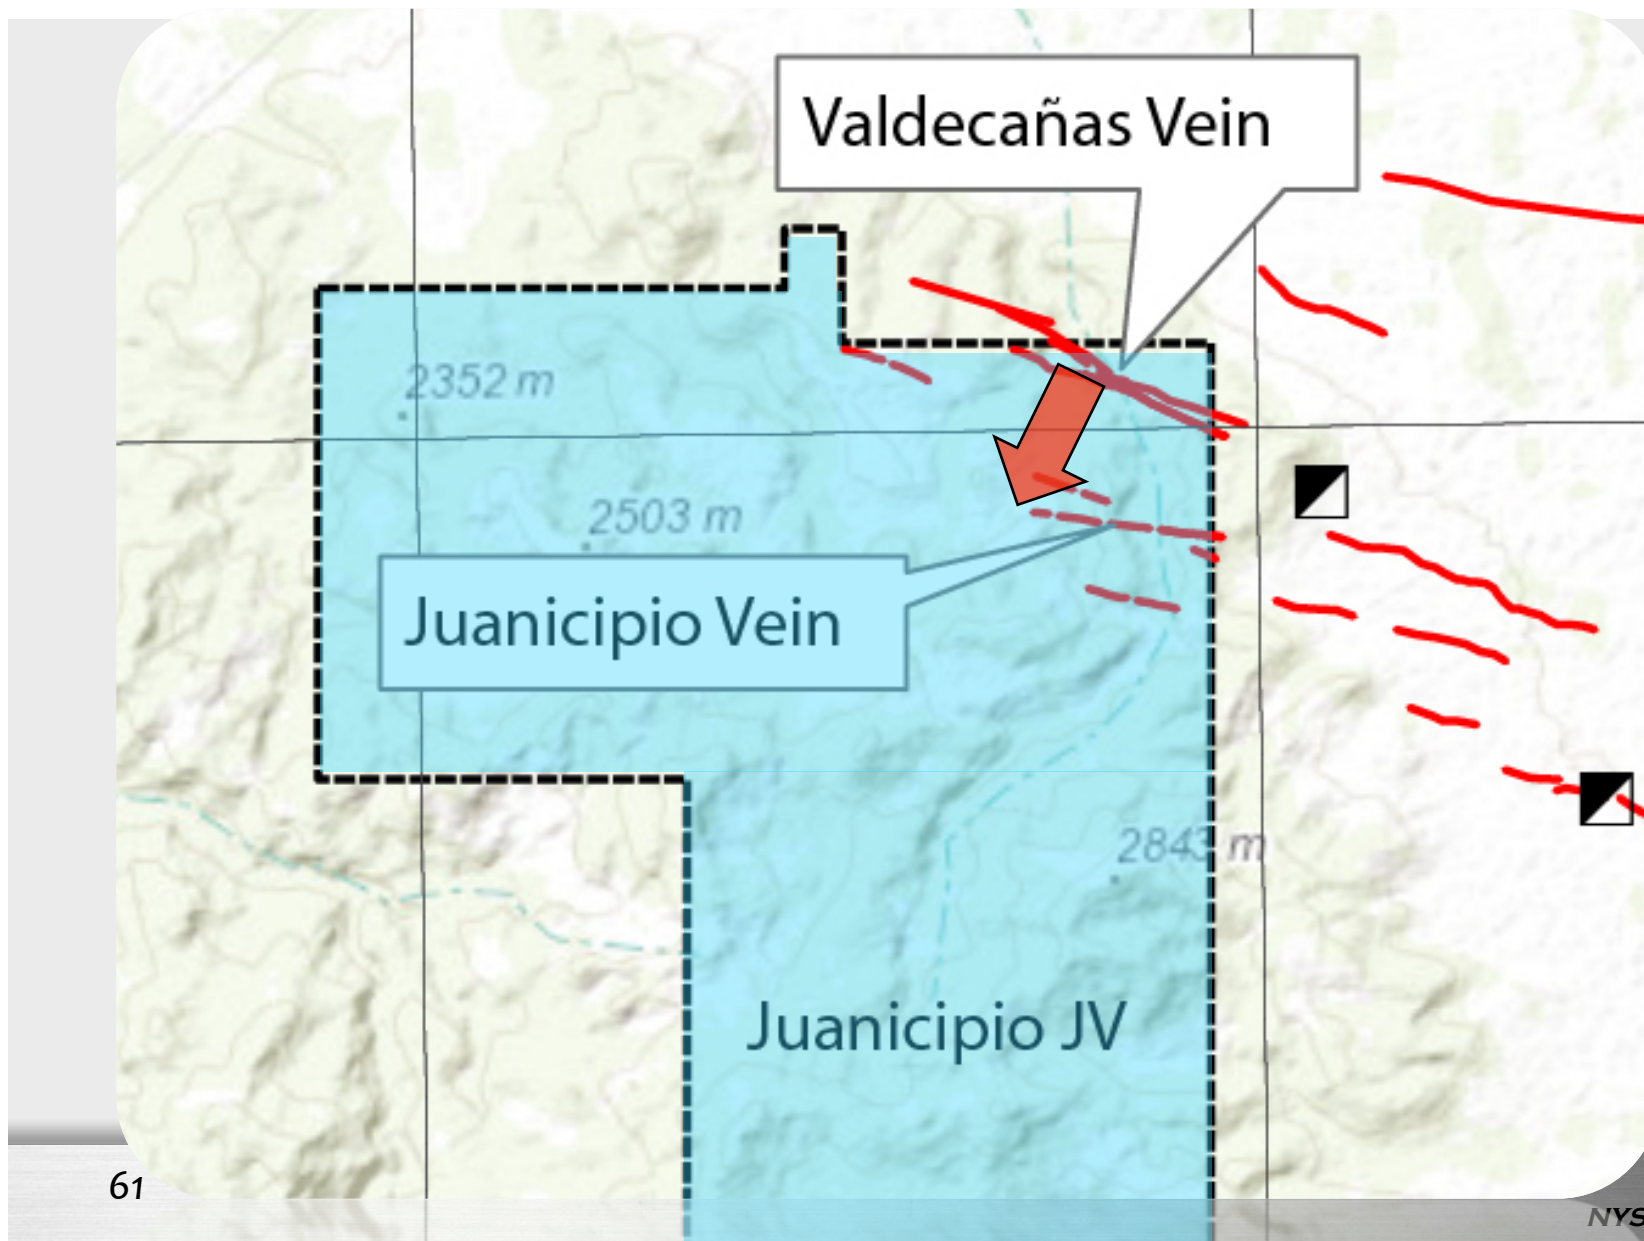 Valdecañas Vein
2352 m
2503 m
Juanicipio Vein
2843 m
Juanicipio JV
61
NYS